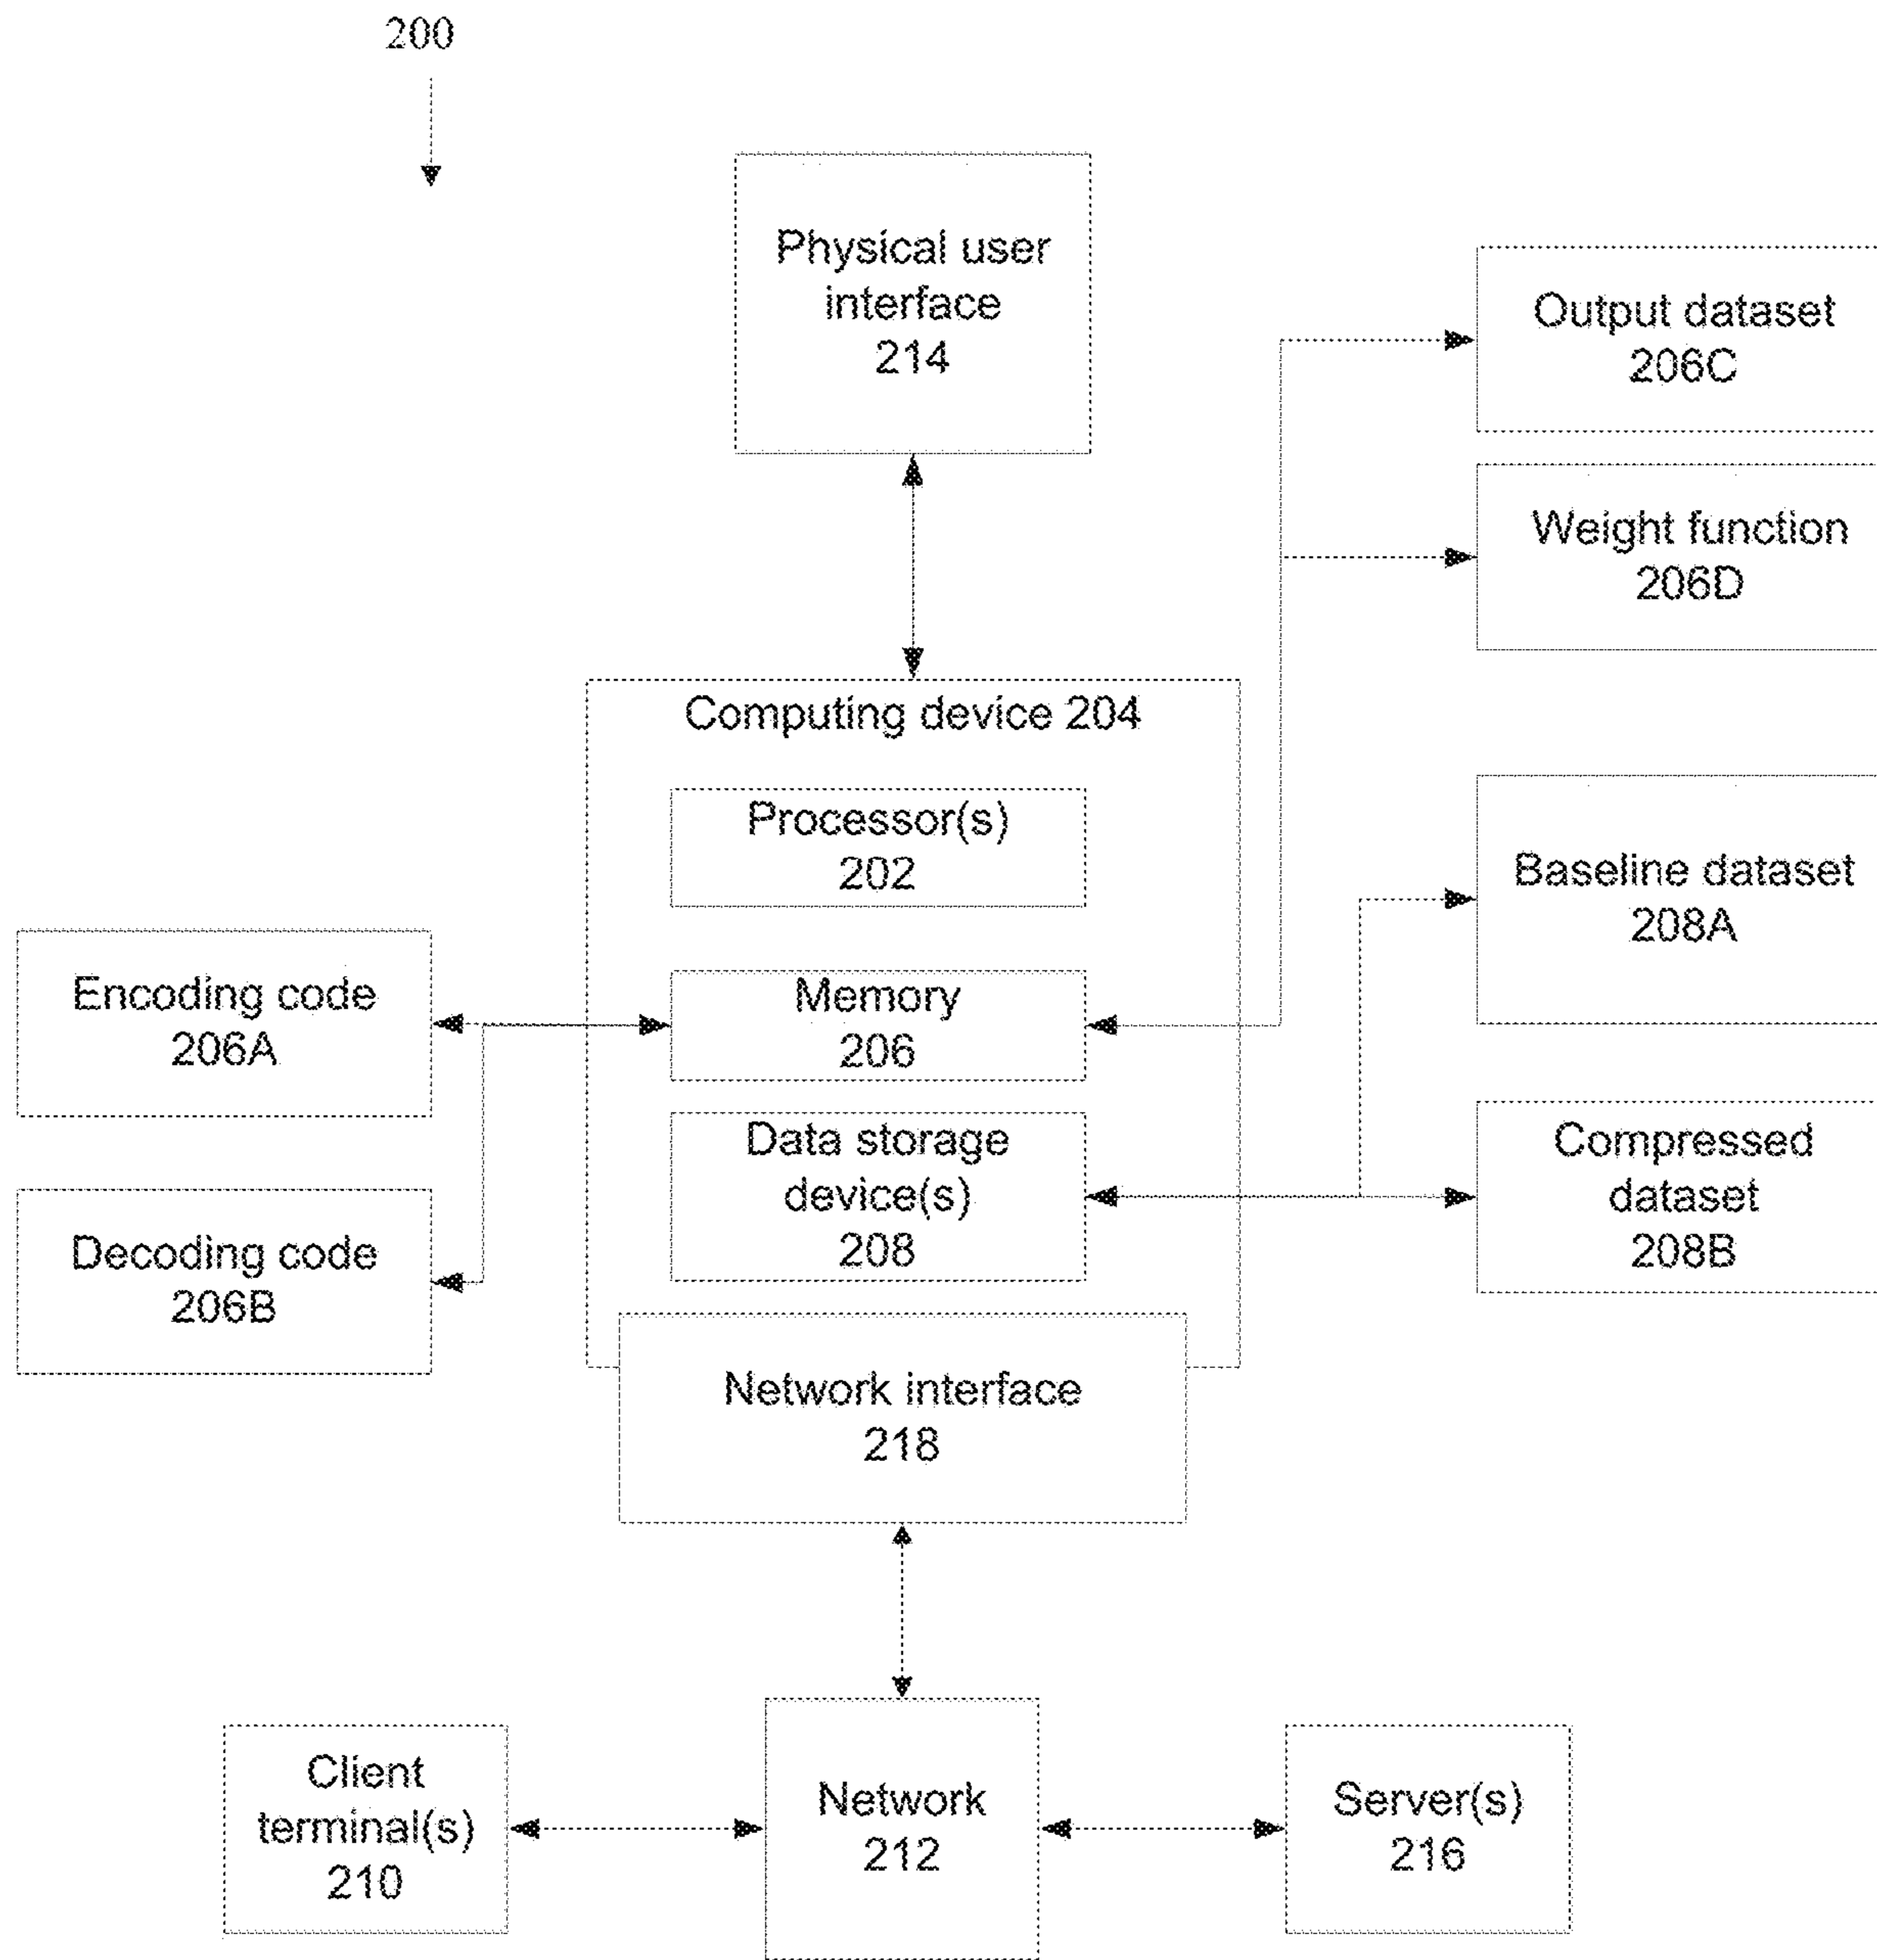 200
Physical user
interface
214
Output dataset
206C
Weight function
206D
Computing device 204
Processor(s)
202
Baseline dataset
208A
Encoding code
206A
Memory
206
Data storage
device(s)
208
Compressed
dataset
208B
Decoding code
206B
Network interface
218
Client
terminal(s)
210
Network
212
Server(s)
216